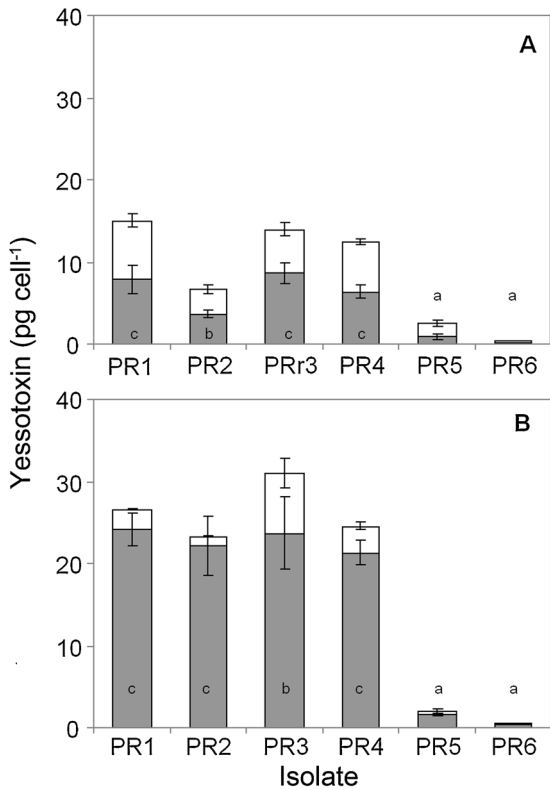 40
A
30
20
10
0
a a
c b c c
PR1 PR2 PRr3 PR4 PR5 PR6
Yessotoxin (pg cell-1)
40
B
30
20
10
0
c c b c a a
PR1 PR2 PR3 PR4 PR5 PR6
Isolate